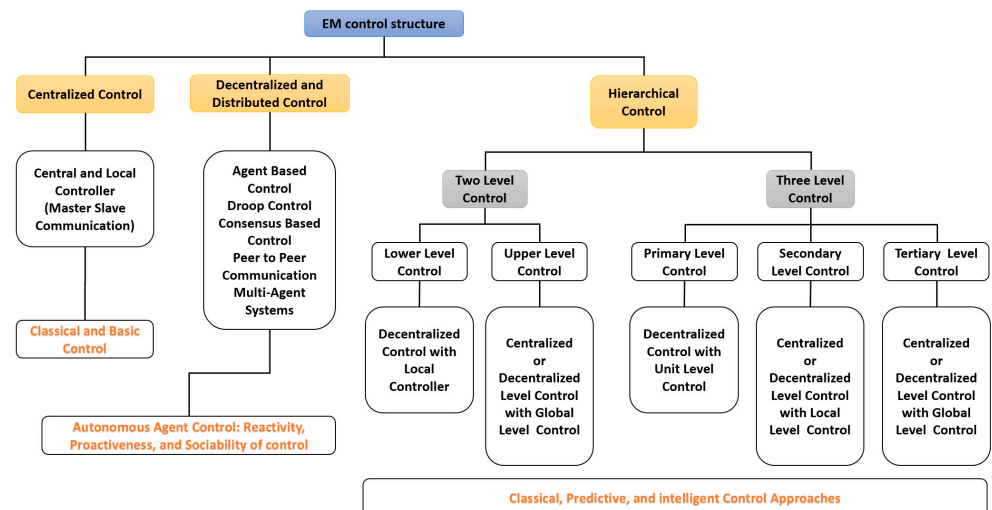 EM control structure
Centralized Control
Decentralized and
Distributed Control
Hierarchical
Control
Central and Local
Controller
(Master Slave
Communication)
Agent Based
Control
Droop Control
Consensus Based
Control
Peer to Peer
Communication
Multi-Agent
Systems
Two Level
Control
Three Level
Control
Lower Level
Control
Upper Level
Control
Primary Level
Control
Secondary
Level Control
Tertiary Level
Control
Classical and Basic
Control
Decentralized
Control with
Local
Controller
Centralized
or
Decentralized
Level Control
with Global
Level Control
Decentralized
Control with
Unit Level
Control
Centralized
or
Decentralized
Level Control
with Local
Level Control
Centralized
or
Decentralized
Level Control
with Global
Level Control
Autonomous Agent Control: Reactivity,
Proactiveness, and Sociability of control
Classical, Predictive, and intelligent Control Approaches